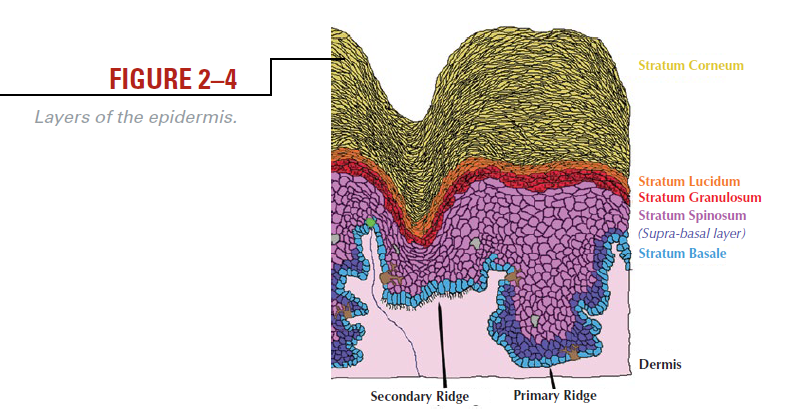 FIGURE 2–4
Layers of the epidermis.
Stratum Corneum
Stratum Lucidum
Stratum Granulosum
Stratum Spinosum
(Supra-basal layer)
Stratum Basale
Dermis
Secondary Ridge
Primary Ridge